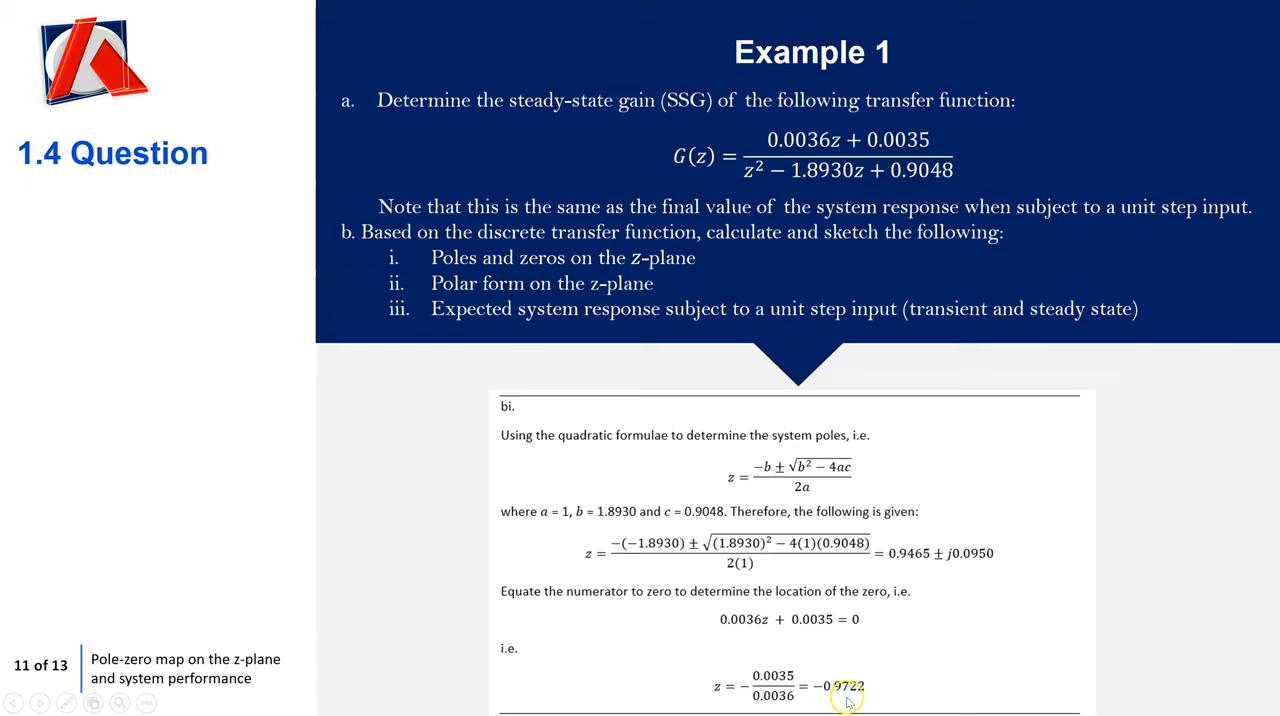 Example 1
a. Determine the steady-state gain (SSG) of the following transfer function:
G(z) = (0.0036z + 0.0035) / (z² − 1.8930z + 0.9048)
Note that this is the same as the final value of the system response when subject to a unit step input.
b. Based on the discrete transfer function, calculate and sketch the following:
i. Poles and zeros on the z-plane
ii. Polar form on the z-plane
iii. Expected system response subject to a unit step input (transient and steady state)
1.4 Question
bi.
Using the quadratic formulae to determine the system poles, i.e.
z = (−b ± √(b² − 4ac)) / 2a
where a = 1, b = 1.8930 and c = 0.9048. Therefore, the following is given:
z = (−(−1.8930) ± √((1.8930)² − 4(1)(0.9048))) / 2(1) = 0.9465 ± j0.0950
Equate the numerator to zero to determine the location of the zero, i.e.
0.0036z + 0.0035 = 0
i.e.
z = − 0.0035 / 0.0036 = −0.9722
11 of 13
Pole-zero map on the z-plane
and system performance